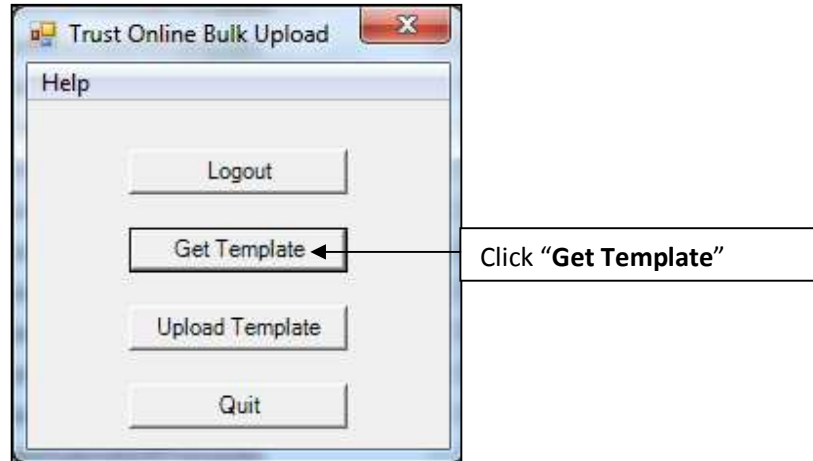 Trust Online Bulk Upload
Help
Logout
Get Template
Click “Get Template”
Upload Template
Quit